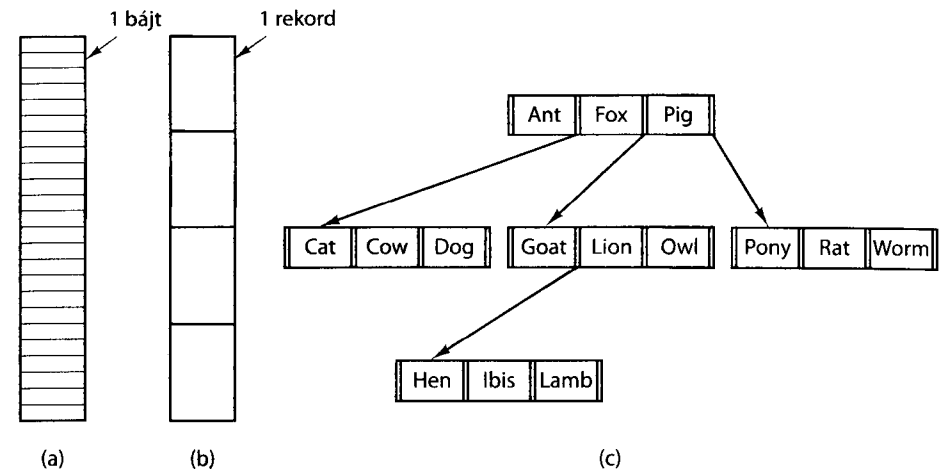 1 bájt
1 rekord
Ant Fox Pig
Cat Cow Dog
Goat Lion Owl
Pony Rat Worm
Hen Ibis Lamb
(a)
(b)
(c)